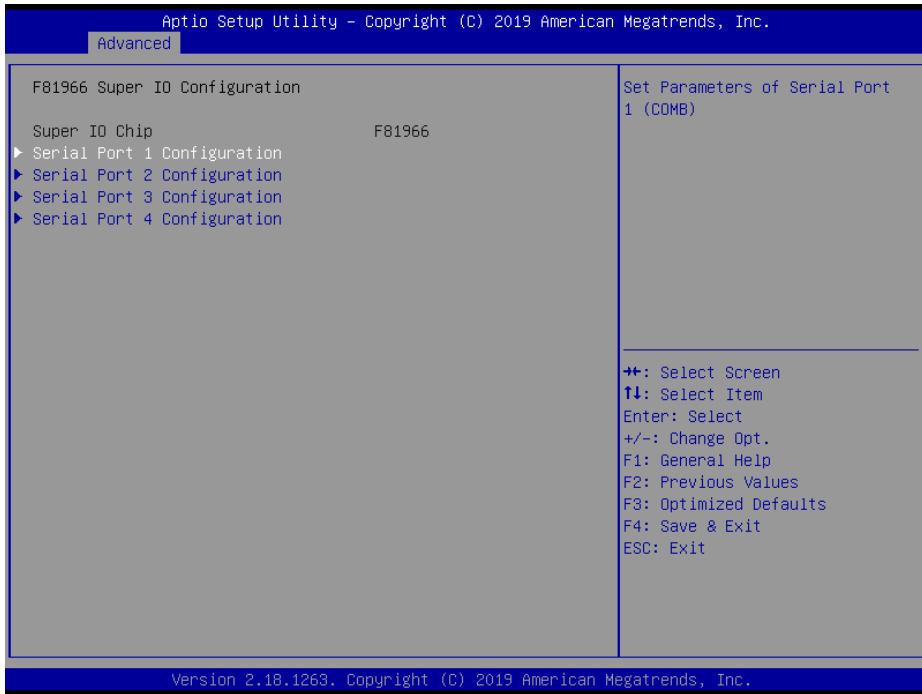 Aptio Setup Utility – Copyright (C) 2019 American Megatrends, Inc.
Advanced
F81966 Super IO Configuration
Super IO Chip F81966
Serial Port 1 Configuration
Serial Port 2 Configuration
Serial Port 3 Configuration
Serial Port 4 Configuration
Set Parameters of Serial Port
1 (COMB)
→←: Select Screen
↑↓: Select Item
Enter: Select
+/-: Change Opt.
F1: General Help
F2: Previous Values
F3: Optimized Defaults
F4: Save & Exit
ESC: Exit
Version 2.18.1263. Copyright (C) 2019 American Megatrends, Inc.